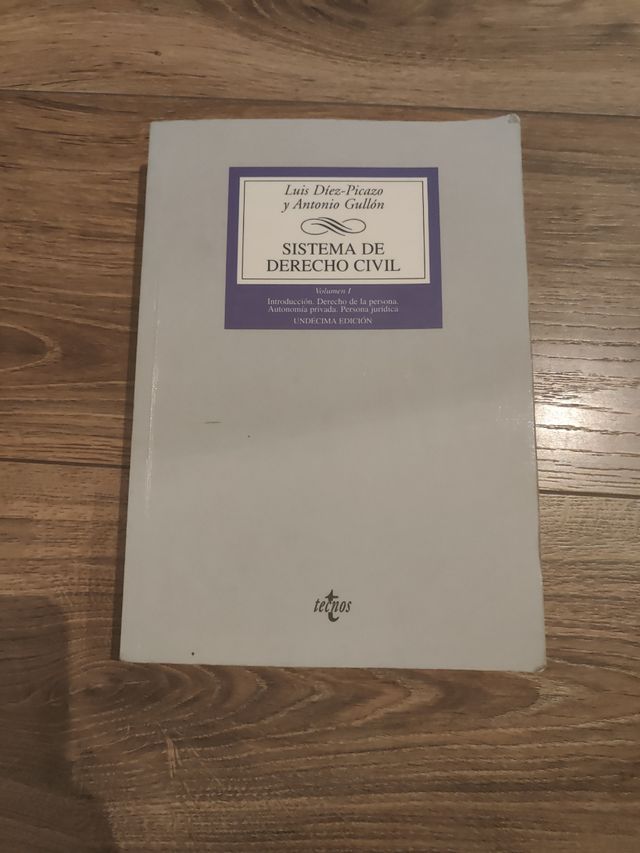 Luis Díez-Picazo
y Antonio Gullón
SISTEMA DE
DERECHO CIVIL
Volumen I
Introducción. Derecho de la persona.
Autonomía privada. Persona jurídica
UNDÉCIMA EDICIÓN
tecnos